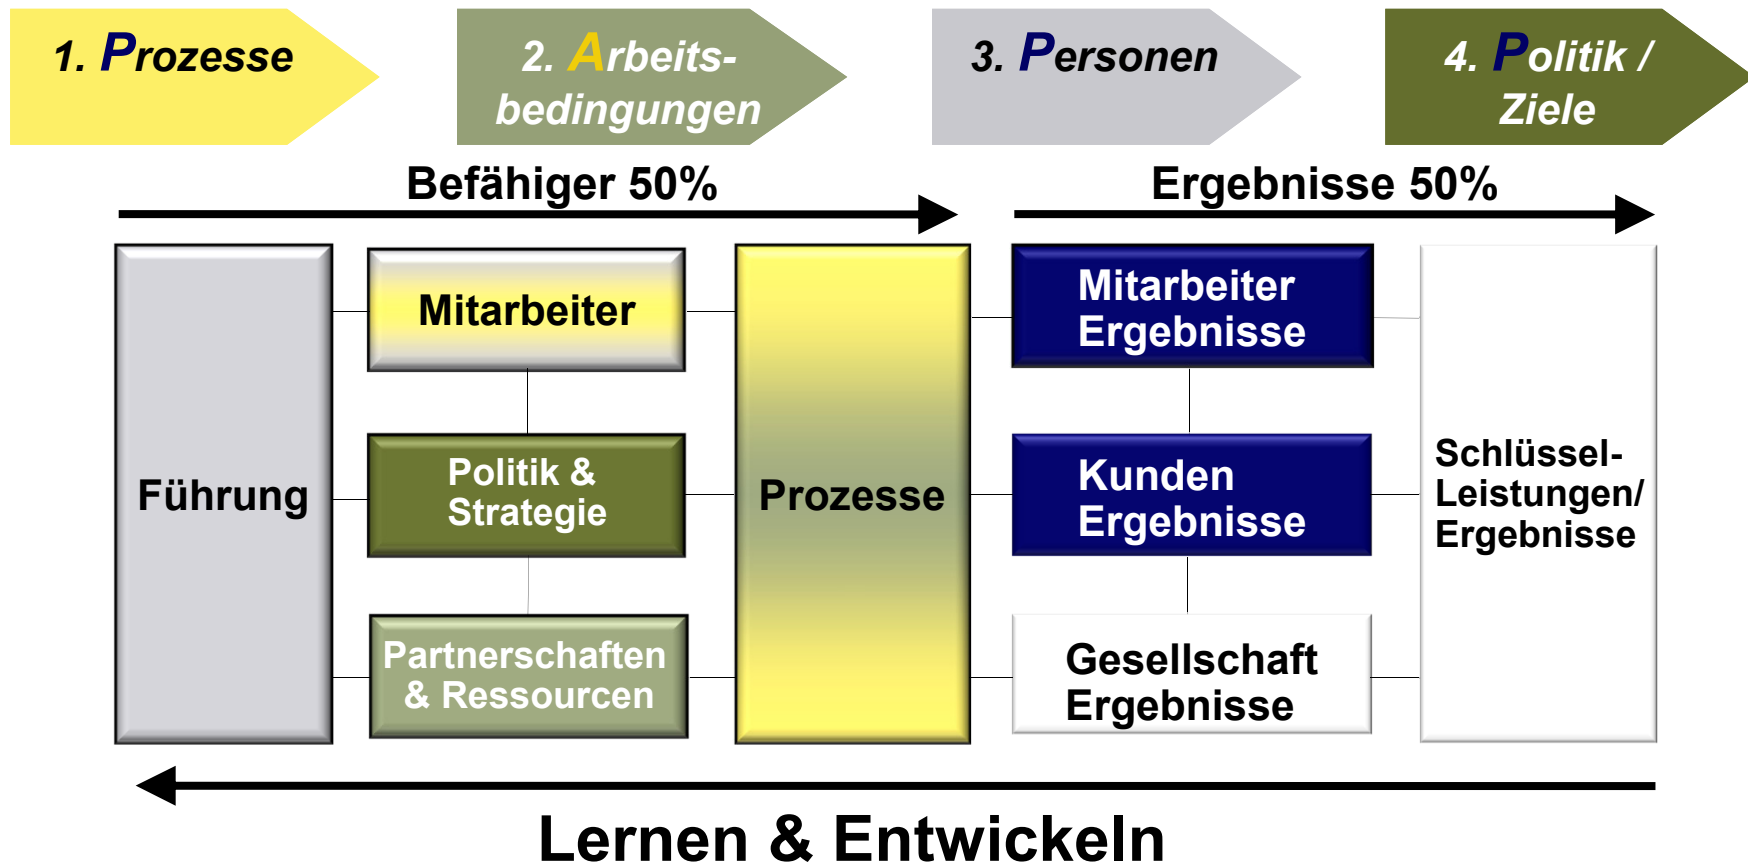 1. Prozesse
2. Arbeits-
bedingungen
3. Personen
4. Politik /
Ziele
Befähiger 50%
Ergebnisse 50%
Führung
Mitarbeiter
Politik &
Strategie
Partnerschaften
& Ressourcen
Prozesse
Mitarbeiter
Ergebnisse
Kunden
Ergebnisse
Gesellschaft
Ergebnisse
Schlüssel-
Leistungen/
Ergebnisse
Lernen & Entwickeln